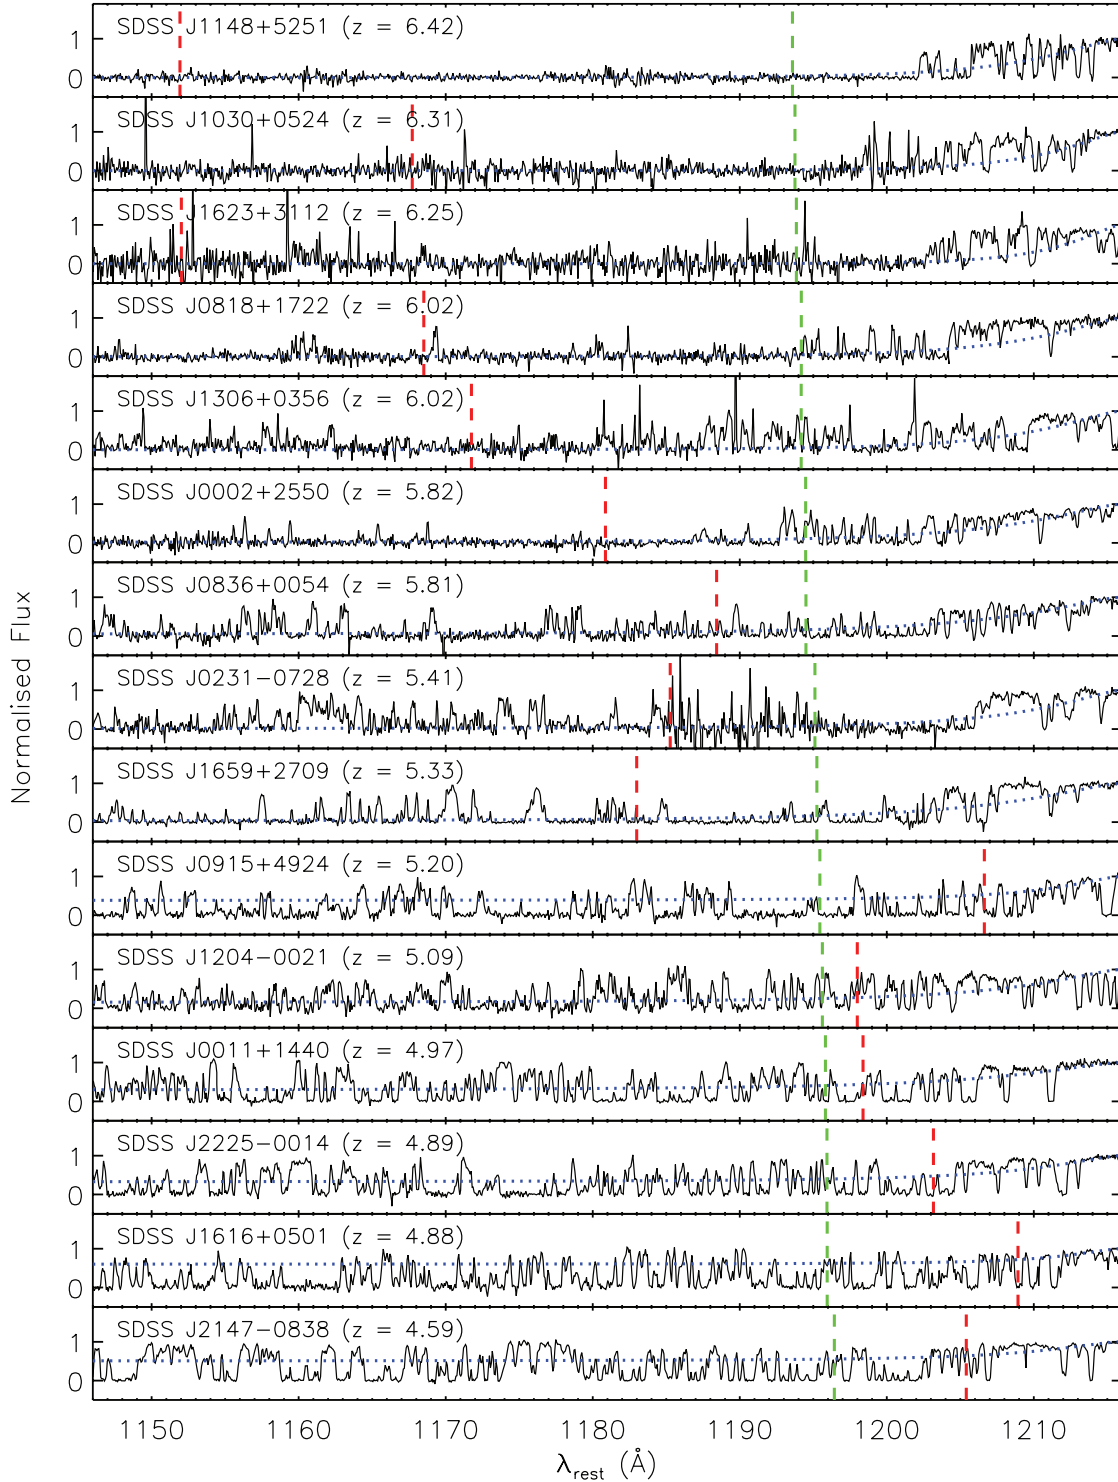 SDSS J1148+5251 (z = 6.42)
1
0
SDSS J1030+0524 (z = 6.31)
1
0
SDSS J1623+3112 (z = 6.25)
1
0
SDSS J0818+1722 (z = 6.02)
1
0
SDSS J1306+0356 (z = 6.02)
1
0
SDSS J0002+2550 (z = 5.82)
1
0
SDSS J0836+0054 (z = 5.81)
1
0
SDSS J0231-0728 (z = 5.41)
1
0
SDSS J1659+2709 (z = 5.33)
1
0
SDSS J0915+4924 (z = 5.20)
1
0
SDSS J1204-0021 (z = 5.09)
1
0
SDSS J0011+1440 (z = 4.97)
1
0
SDSS J2225-0014 (z = 4.89)
1
0
SDSS J1616+0501 (z = 4.88)
1
0
SDSS J2147-0838 (z = 4.59)
1
0
Normalised Flux
1150 1160 1170 1180 1190 1200 1210
λrest (Å)